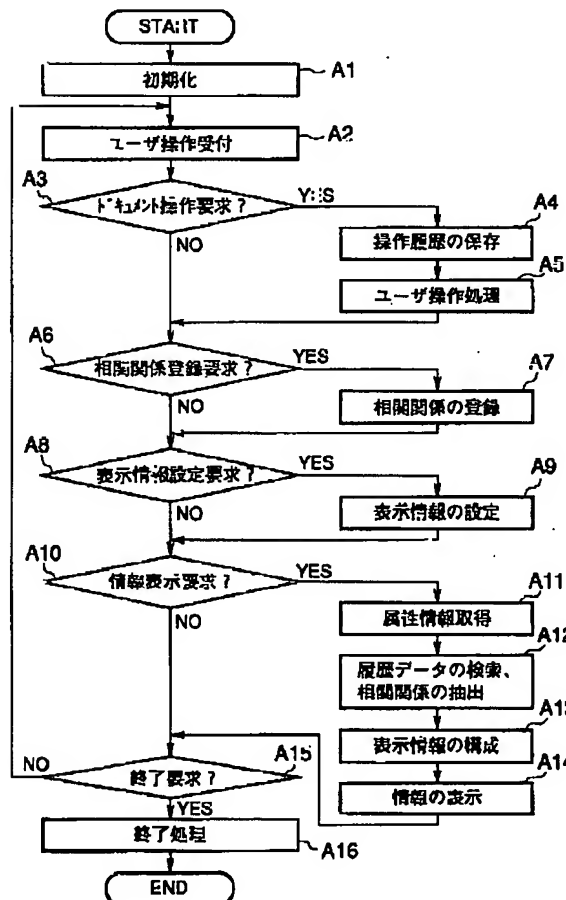 START
初期化
A1
ユーザ操作受付
A2
A3
ドキュメント操作要求？
YES
NO
A4
操作履歴の保存
A5
ユーザ操作処理
A6
相関関係登録要求？
YES
NO
A7
相関関係の登録
A8
表示情報設定要求？
YES
NO
A9
表示情報の設定
A10
情報表示要求？
YES
NO
A11
属性情報取得
A12
履歴データの検索、
相関関係の抽出
A13
表示情報の構成
A14
情報の表示
NO
終了要求？
A15
YES
終了処理
A16
END